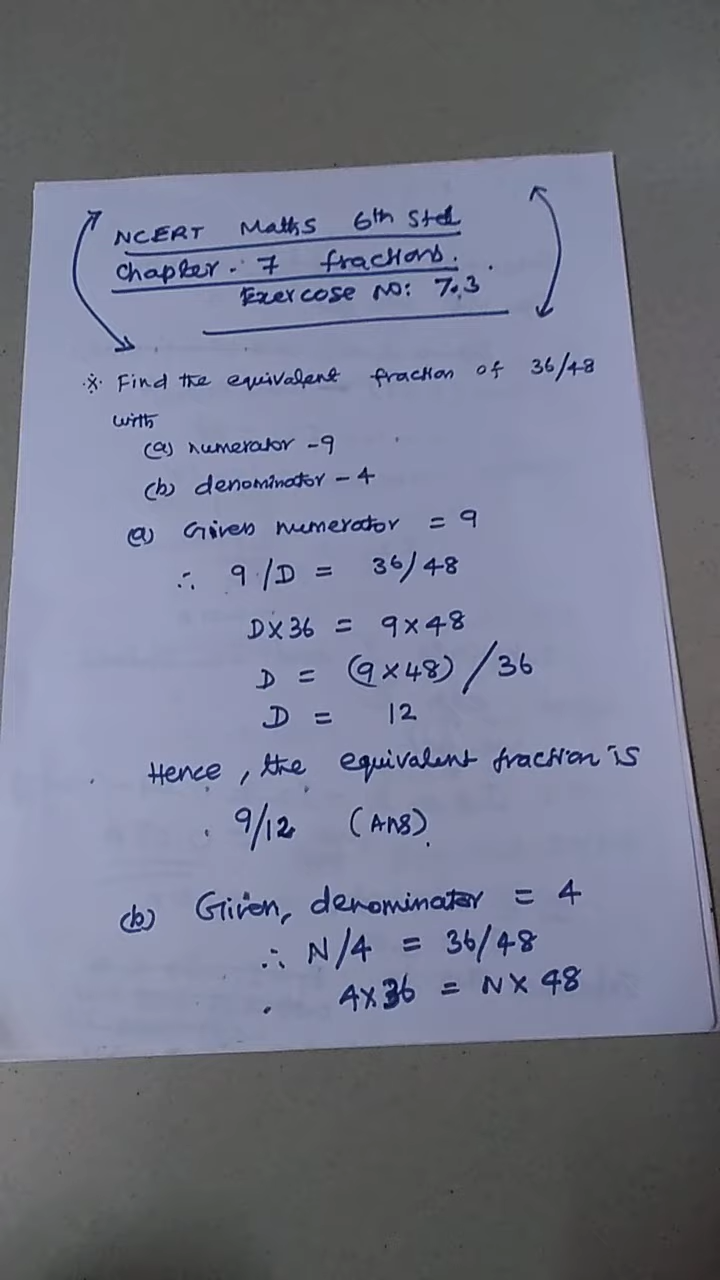 NCERT Maths 6th Std
Chapter. 7 fractions.
Exercose No: 7.3
Find the equivalent fraction of 36/48
with
(a) numerator - 9
(b) denominator - 4
(a) Given numerator = 9
∴ 9/D = 36/48
D×36 = 9×48
D = (9×48)/36
D = 12
Hence, the equivalent fraction is
9/12 (Ans).
(b) Given, denominator = 4
∴ N/4 = 36/48
4×36 = N×48